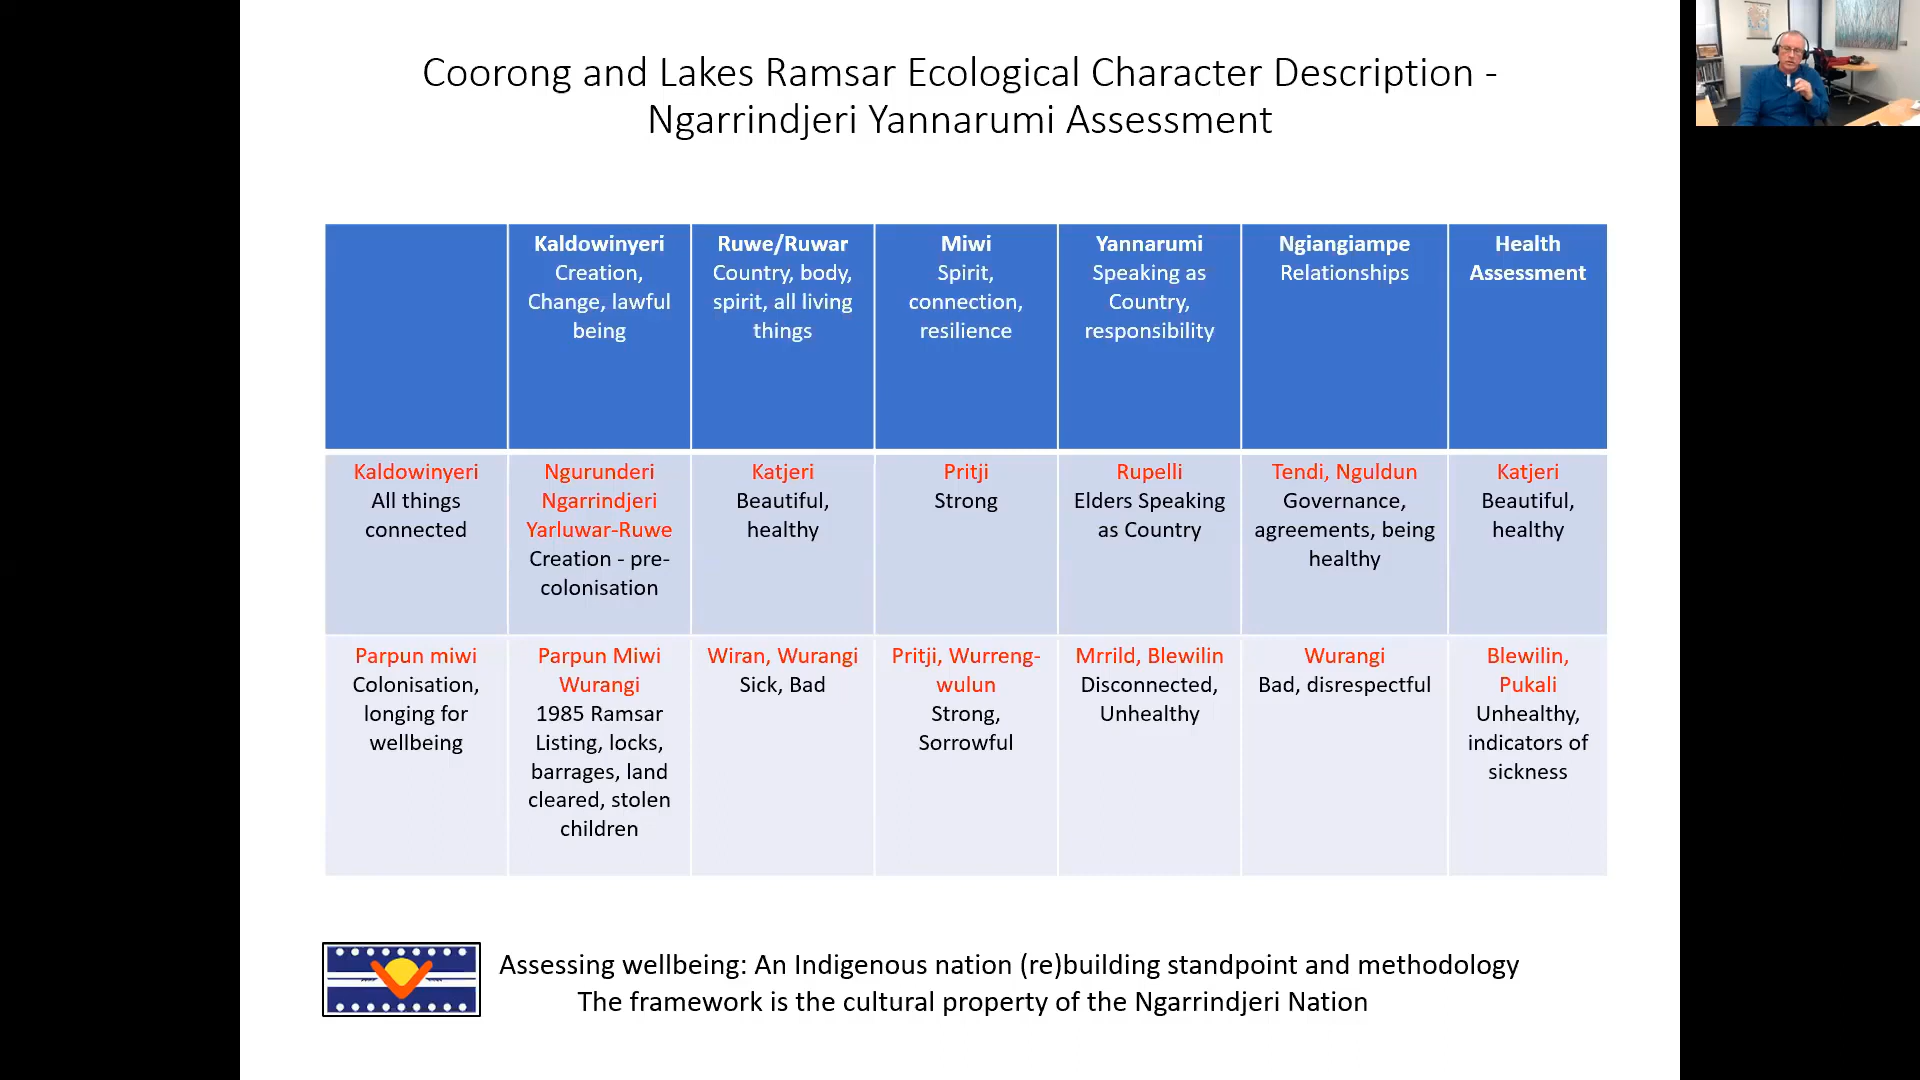 Coorong and Lakes Ramsar Ecological Character Description -
Ngarrindjeri Yannarumi Assessment
Kaldowinyeri
Creation,
Change, lawful
being
Ruwe/Ruwar
Country, body,
spirit, all living
things
Miwi
Spirit,
connection,
resilience
Yannarumi
Speaking as
Country,
responsibility
Ngiangiampe
Relationships
Health
Assessment
Kaldowinyeri
All things
connected
Ngurunderi
Ngarrindjeri
Yarluwar-Ruwe
Creation - pre-
colonisation
Katjeri
Beautiful,
healthy
Pritji
Strong
Rupelli
Elders Speaking
as Country
Tendi, Nguldun
Governance,
agreements, being
healthy
Katjeri
Beautiful,
healthy
Parpun miwi
Colonisation,
longing for
wellbeing
Parpun Miwi
Wurangi
1985 Ramsar
Listing, locks,
barrages, land
cleared, stolen
children
Wiran, Wurangi
Sick, Bad
Pritji, Wurreng-
wulun
Strong,
Sorrowful
Mrrild, Blewilin
Disconnected,
Unhealthy
Wurangi
Bad, disrespectful
Blewilin,
Pukali
Unhealthy,
indicators of
sickness
Assessing wellbeing: An Indigenous nation (re)building standpoint and methodology
The framework is the cultural property of the Ngarrindjeri Nation